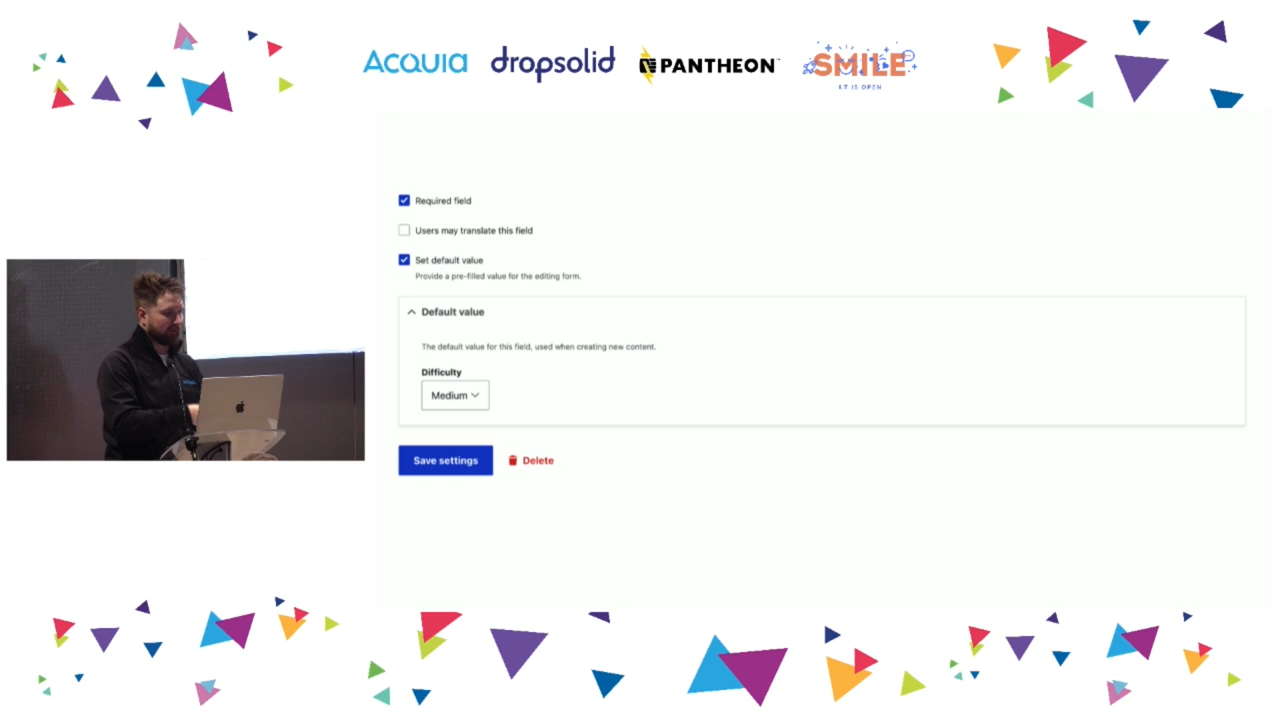 ACQUIA dropsolid PANTHEON SMILE
I.T IS OPEN
Required field
Users may translate this field
Set default value
Provide a pre-filled value for the editing form.
Default value
The default value for this field, used when creating new content.
Difficulty
Medium
Save settings Delete